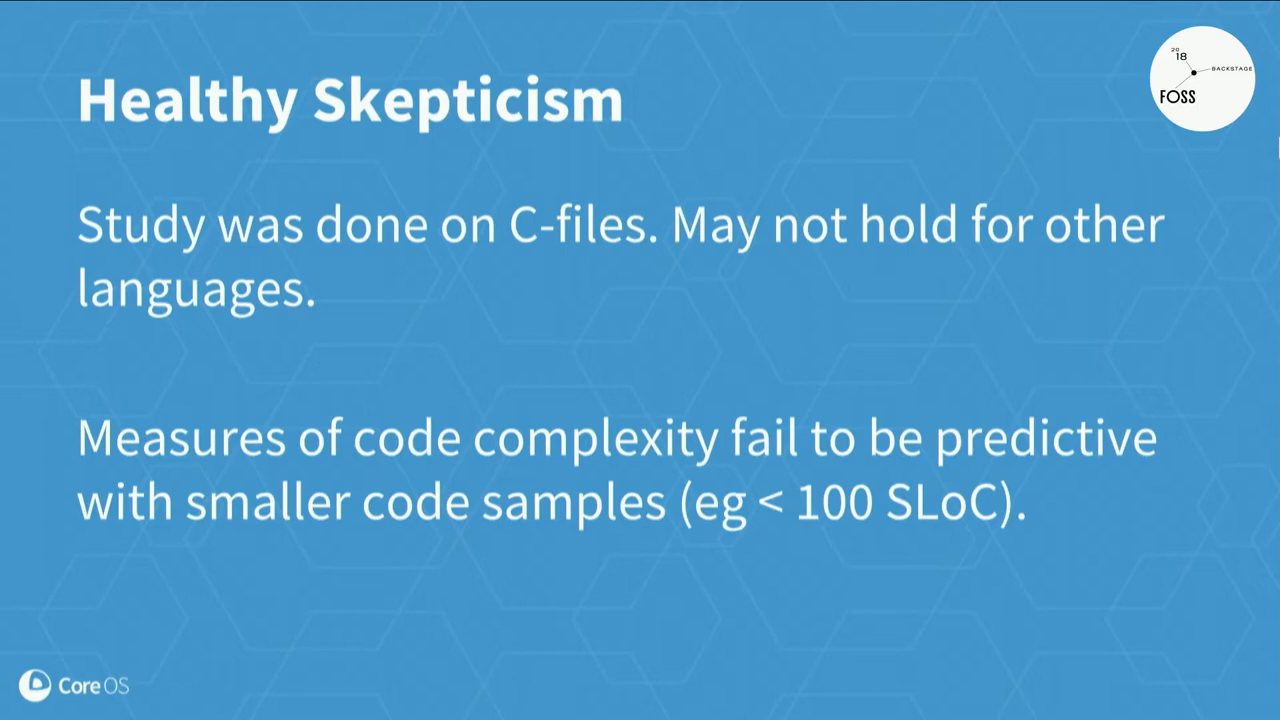 Healthy Skepticism
20
18
BACKSTAGE
FOSS
Study was done on C-files. May not hold for other
languages.
Measures of code complexity fail to be predictive
with smaller code samples (eg < 100 SLoC).
CoreOS